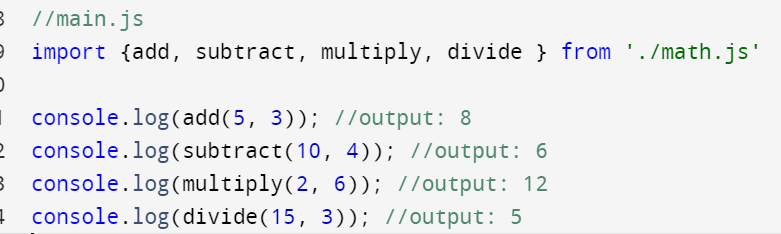 //main.js
import {add, subtract, multiply, divide } from './math.js'
console.log(add(5, 3)); //output: 8
console.log(subtract(10, 4)); //output: 6
console.log(multiply(2, 6)); //output: 12
console.log(divide(15, 3)); //output: 5